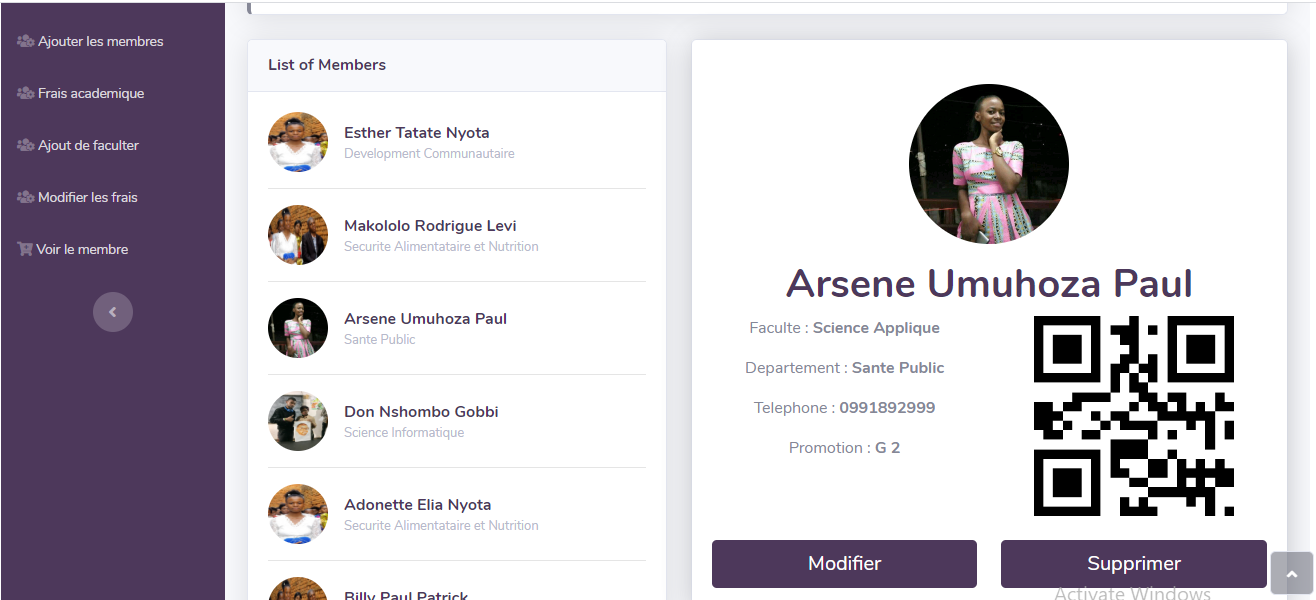 Ajouter les membres
Frais academique
Ajout de faculter
Modifier les frais
Voir le membre
List of Members
Esther Tatate Nyota
Development Communautaire
Makololo Rodrigue Levi
Securite Alimentataire et Nutrition
Arsene Umuhoza Paul
Sante Public
Don Nshombo Gobbi
Science Informatique
Adonette Elia Nyota
Securite Alimentataire et Nutrition
Billy Paul Patrick
Arsene Umuhoza Paul
Faculte : Science Applique
Departement : Sante Public
Telephone : 0991892999
Promotion : G 2
Modifier
Supprimer
Activate Windows